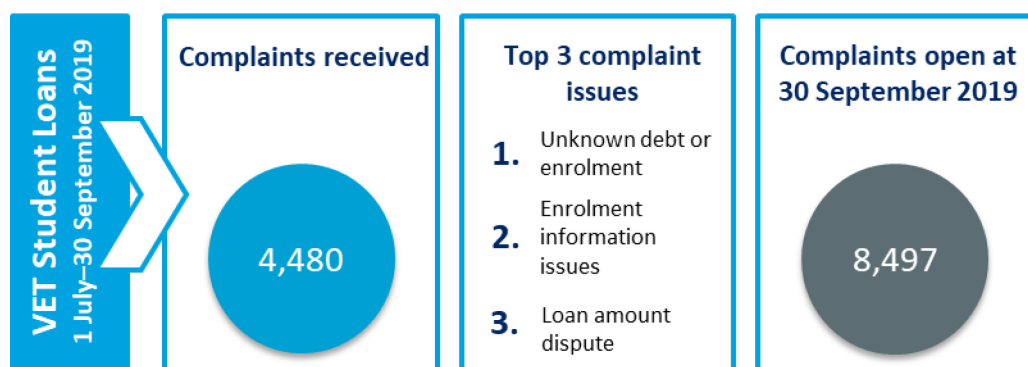 VET Student Loans
1 July–30 September 2019
Complaints received
4,480
Top 3 complaint
issues
1. Unknown debt or
enrolment
2. Enrolment
information
issues
3. Loan amount
dispute
Complaints open at
30 September 2019
8,497